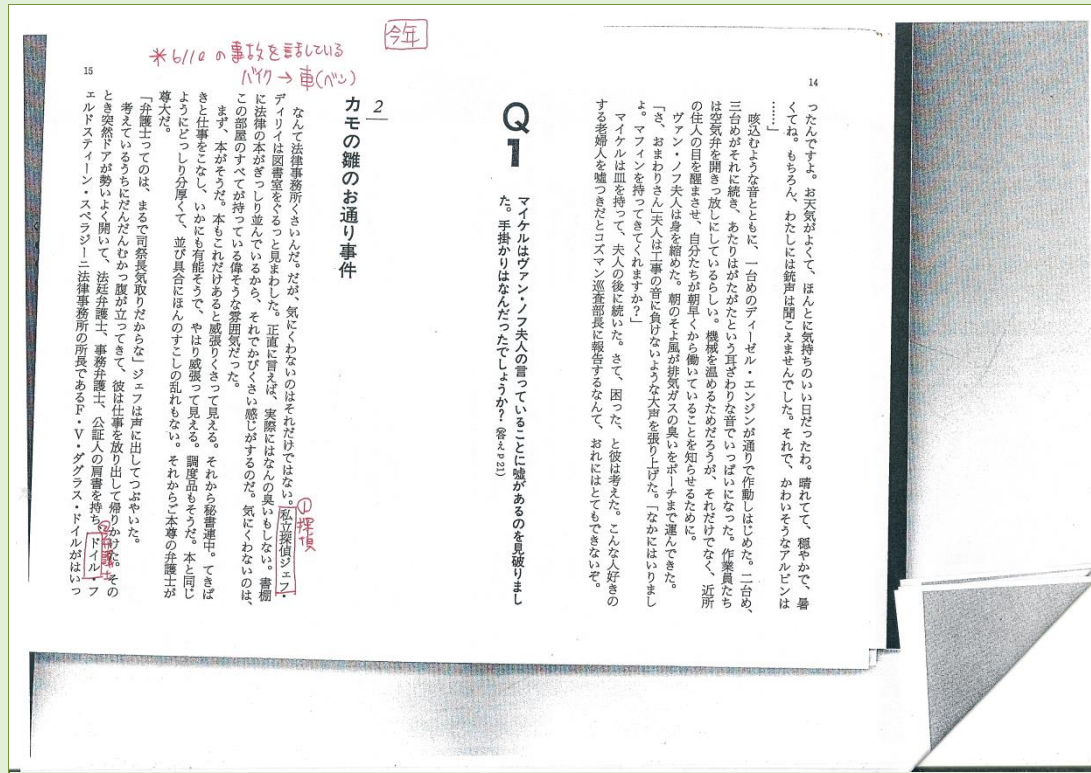 今年
＊6/10の事故を話している
バイク→車(ベンツ)
14
ったんですよ。お天気がよくて、ほんとに気持ちのいい日だったわ。晴れてて、穏やかで、暑
くてね。もちろん、わたしには銃声は聞こえませんでした。それで、かわいそうなアルビンは
……」
咳込むような音とともに、一台めのディーゼル・エンジンが通りで作動しはじめた。二台め、
三台めがそれに続き、あたりはがたがたという耳ざわりな音でいっぱいになった。作業員たち
は空気弁を開きっ放しにしているらしい。機械を温めるためだろうが、それだけでなく、近所
の住人の目を醒まさせ、自分たちが朝早くから働いていることを知らせるために。
ヴァン・ノフ夫人は身を縮めた。朝のそよ風が排気ガスの臭いをポーチまで運んできた。
「さ、おまわりさん」夫人は工事の音に負けないような大声を張り上げた。「なかにはいりまし
ょ。マフィンを持ってきてくれますか？」
マイケルは皿を持って、夫人の後に続いた。さて、困った、と彼は考えた。こんな人好きの
する老婦人を嘘つきだとコズマン巡査部長に報告するなんて、おれにはとてもできないぞ。
Q1
マイケルはヴァン・ノフ夫人の言っていることに嘘があるのを見破りまし
た。手掛かりはなんだったでしょうか？（答えP21）
15
2
カモの雛のお通り事件
なんて法律事務所くさいんだ。だが、気にくわないのはそれだけではない。私立探偵ジェフ・
①探偵
ディリイは図書室をぐるっと見まわした。正直に言えば、実際にはなんの臭いもしない。書棚
に法律の本がぎっしり並んでいるから、それでかびくさい感じがするのだ。気にくわないのは、
この部屋のすべてが持っている偉そうな雰囲気だった。
まず、本がそうだ。本もこれだけあると威張りくさって見える。それから秘書連中。てきぱ
きと仕事をこなし、いかにも有能そうで、やはり威張って見える。調度品もそうだ。本と同じ
ようにどっしり分厚くて、並び具合にほんのすこしの乱れもない。それからご本尊の弁護士が
尊大だ。
「弁護士ってのは、まるで司祭長気取りだからな」ジェフは声に出してつぶやいた。
考えているうちにだんだんむかっ腹が立ってきて、彼は仕事を放り出して帰りかけた。その
とき突然ドアが勢いよく開いて、法廷弁護士、事務弁護士、公証人の肩書を持ち、ドイル・フ
②弁護士
ェルドスティーン・スペラジーニ法律事務所の所長であるF・V・ダグラス・ドイルがはいっ